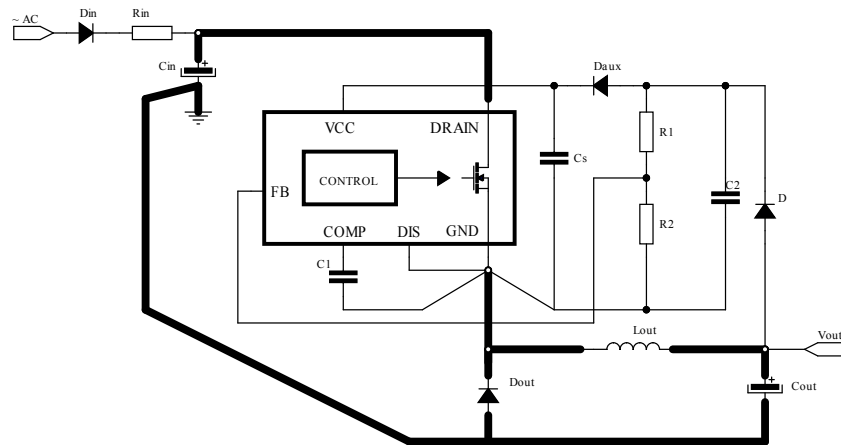 ~ AC
Din
Rin
Cin
+
Daux
VCC
DRAIN
R1
Cs
CONTROL
FB
C2
D
R2
COMP
DIS
GND
C1
Lout
Vout
Dout
+
Cout